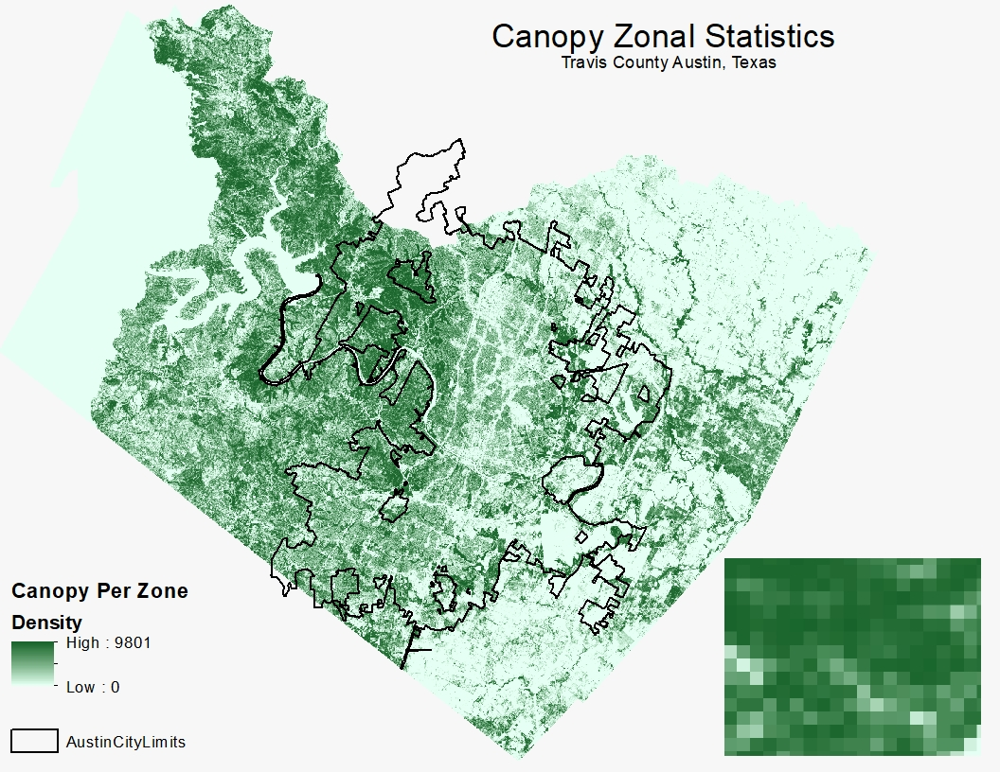 Canopy Zonal Statistics
Travis County Austin, Texas
Canopy Per Zone
Density
High : 9801
Low : 0
AustinCityLimits